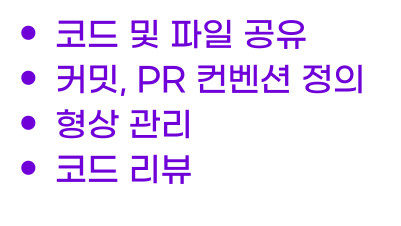 • 코드 및 파일 공유
• 커밋, PR 컨벤션 정의
• 형상 관리
• 코드 리뷰